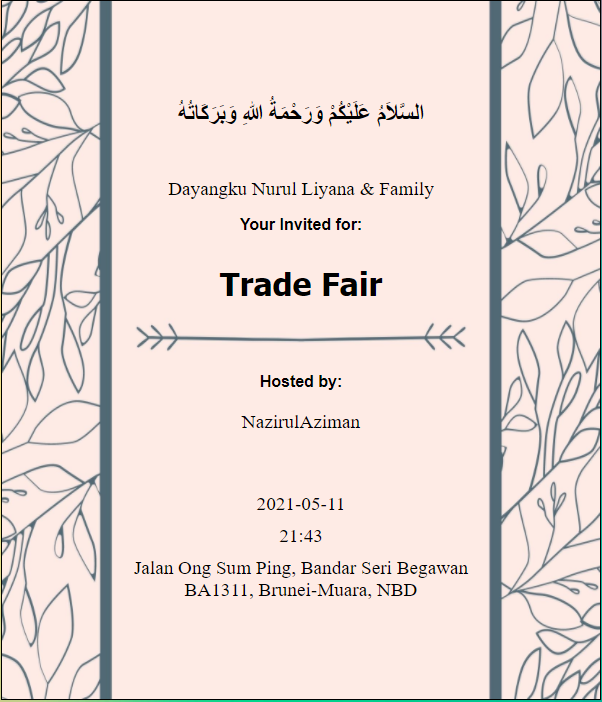 السَّلاَمُ عَلَيْكُمْ وَرَحْمَةُ اللهِ وَبَرَكَاتُهُ
Dayangku Nurul Liyana & Family
Your Invited for:
Trade Fair
Hosted by:
NazirulAziman
2021-05-11
21:43
Jalan Ong Sum Ping, Bandar Seri Begawan
BA1311, Brunei-Muara, NBD